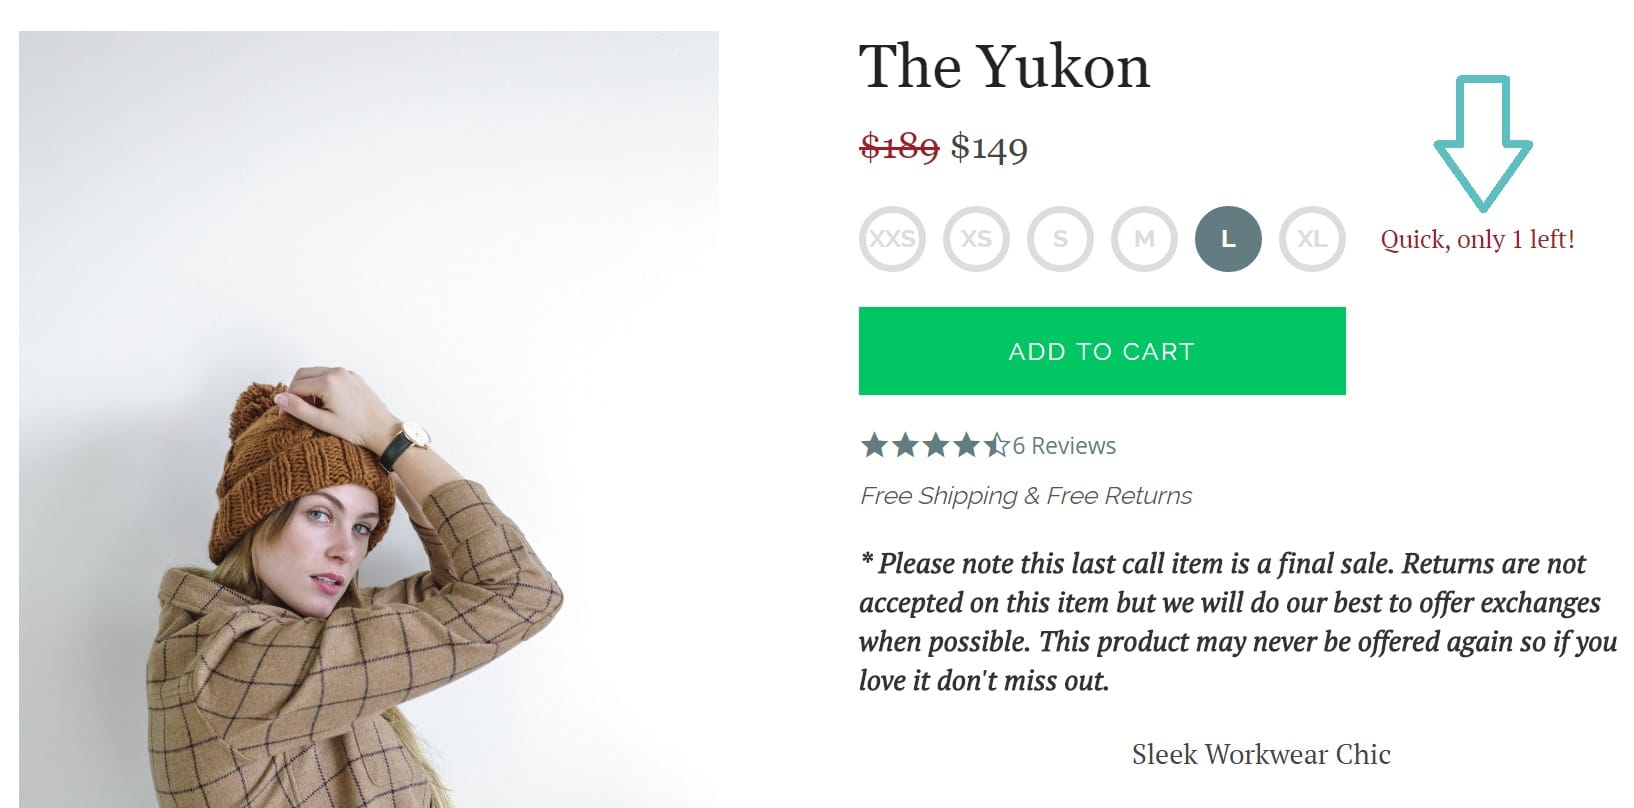 The Yukon
$189 $149
XXS XS S M L XL Quick, only 1 left!
ADD TO CART
6 Reviews
Free Shipping & Free Returns
* Please note this last call item is a final sale. Returns are not
accepted on this item but we will do our best to offer exchanges
when possible. This product may never be offered again so if you
love it don't miss out.
Sleek Workwear Chic